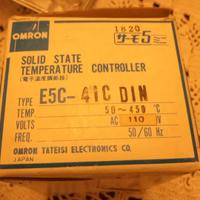 1820
OMRON
サーモ5
SOLID STATE
TEMPERATURE CONTROLLER
(電子温度調節器)
TYPE E5C-41C DIN
TEMP. 50~450 °C
VOLTS AC 110 V
FREQ. 50/60 Hz
OMRON TATEISI ELECTRONICS CO.
JAPAN